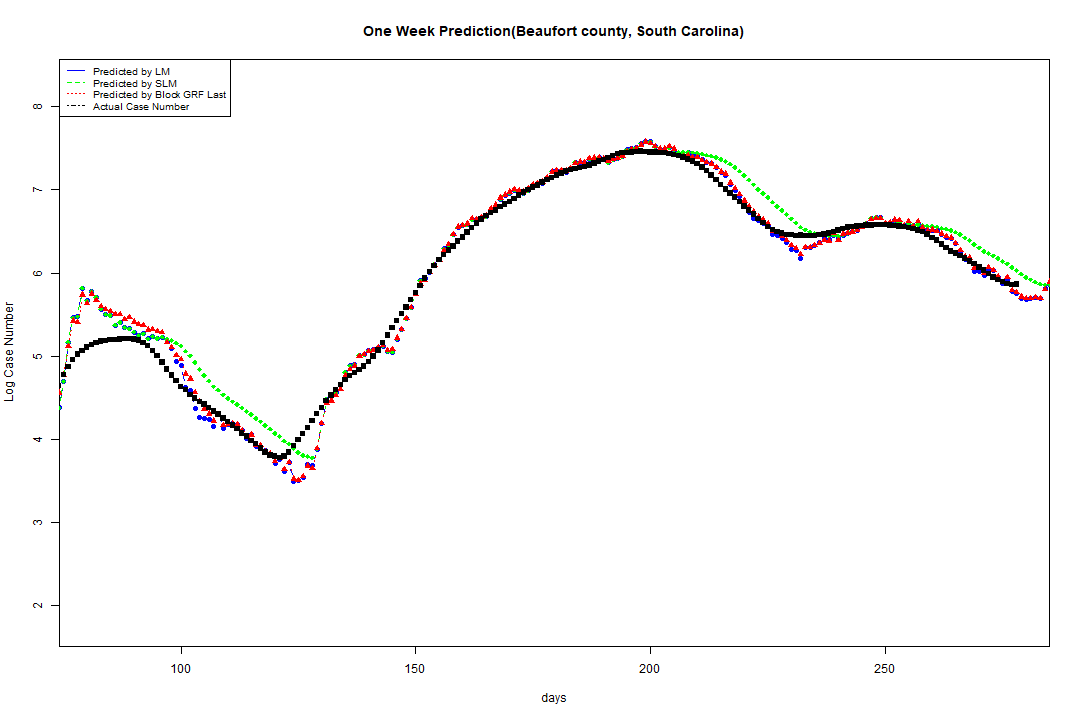 One Week Prediction(Beaufort county, South Carolina)
Predicted by LM
Predicted by SLM
Predicted by Block GRF Last
Actual Case Number
8
7
6
5
4
3
2
Log Case Number
100 150 200 250
days